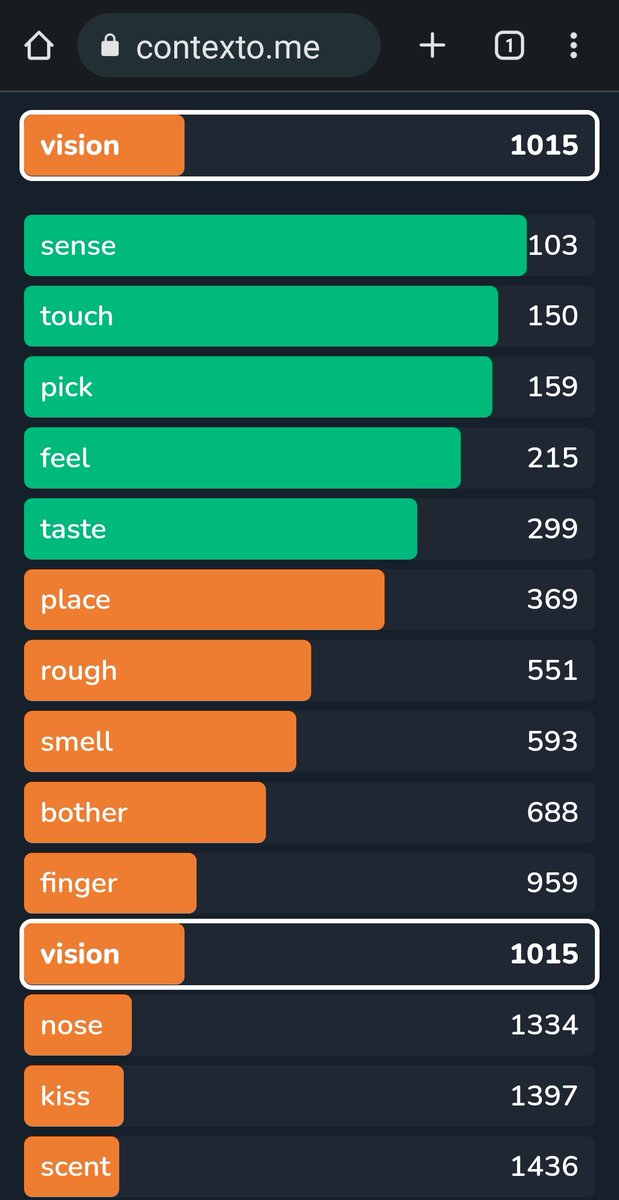 contexto.me
1
vision 1015
sense 103
touch 150
pick 159
feel 215
taste 299
place 369
rough 551
smell 593
bother 688
finger 959
vision 1015
nose 1334
kiss 1397
scent 1436